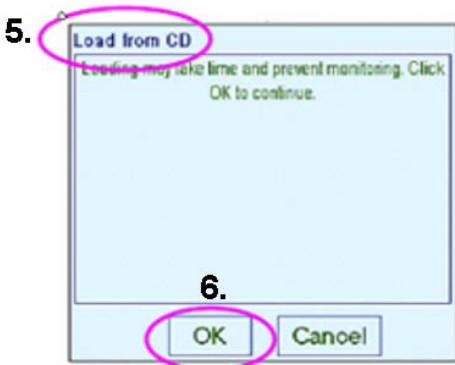 5.
Load from CD
Loading may take time and prevent monitoring. Click
OK to continue.
6.
OK Cancel